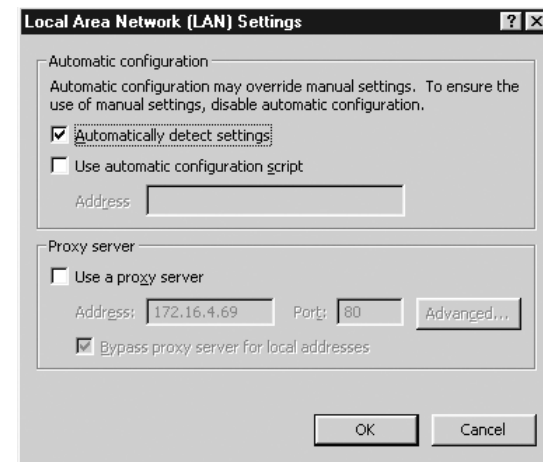 Local Area Network (LAN) Settings ? X
Automatic configuration
Automatic configuration may override manual settings. To ensure the
use of manual settings, disable automatic configuration.
Automatically detect settings
Use automatic configuration script
Address
Proxy server
Use a proxy server
Address: 172.16.4.69 Port: 80 Advanced...
Bypass proxy server for local addresses
OK Cancel